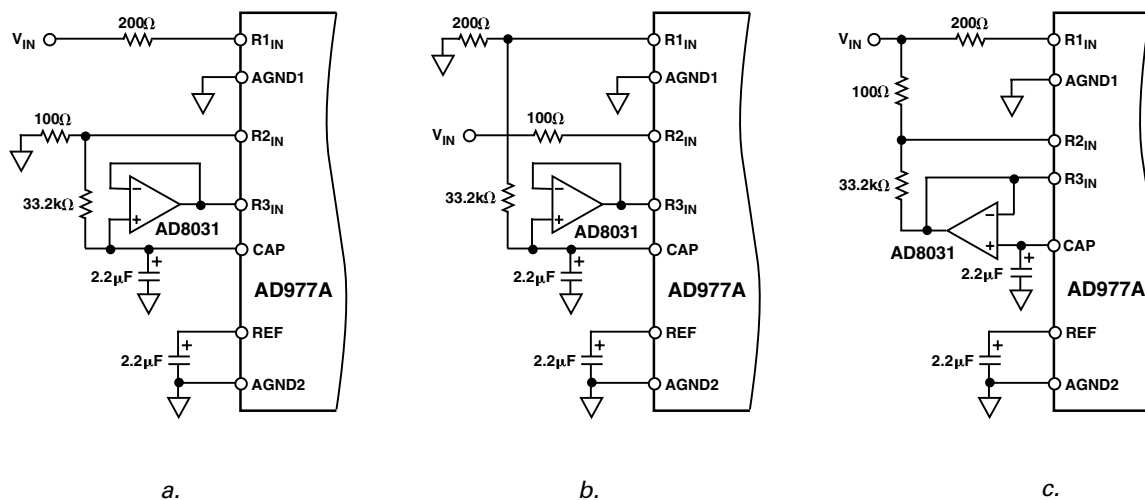 200Ω
V_IN
R1_IN
AGND1
100Ω
R2_IN
33.2kΩ
−
+
R3_IN
AD8031
CAP
+
2.2μF
AD977A
REF
+
2.2μF
AGND2
a.
200Ω
R1_IN
AGND1
V_IN
100Ω
R2_IN
33.2kΩ
−
+
R3_IN
AD8031
CAP
+
2.2μF
AD977A
REF
+
2.2μF
AGND2
b.
V_IN
200Ω
R1_IN
100Ω
AGND1
R2_IN
33.2kΩ
R3_IN
−
+
AD8031
CAP
+
2.2μF
AD977A
REF
+
2.2μF
AGND2
c.